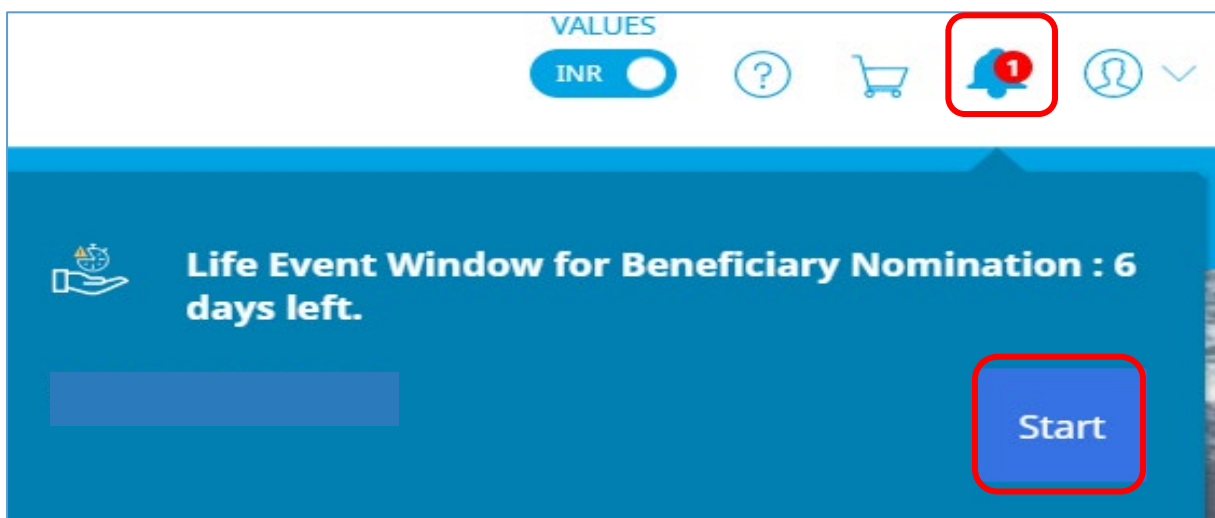 VALUES
INR
?
1
Life Event Window for Beneficiary Nomination : 6
days left.
Start